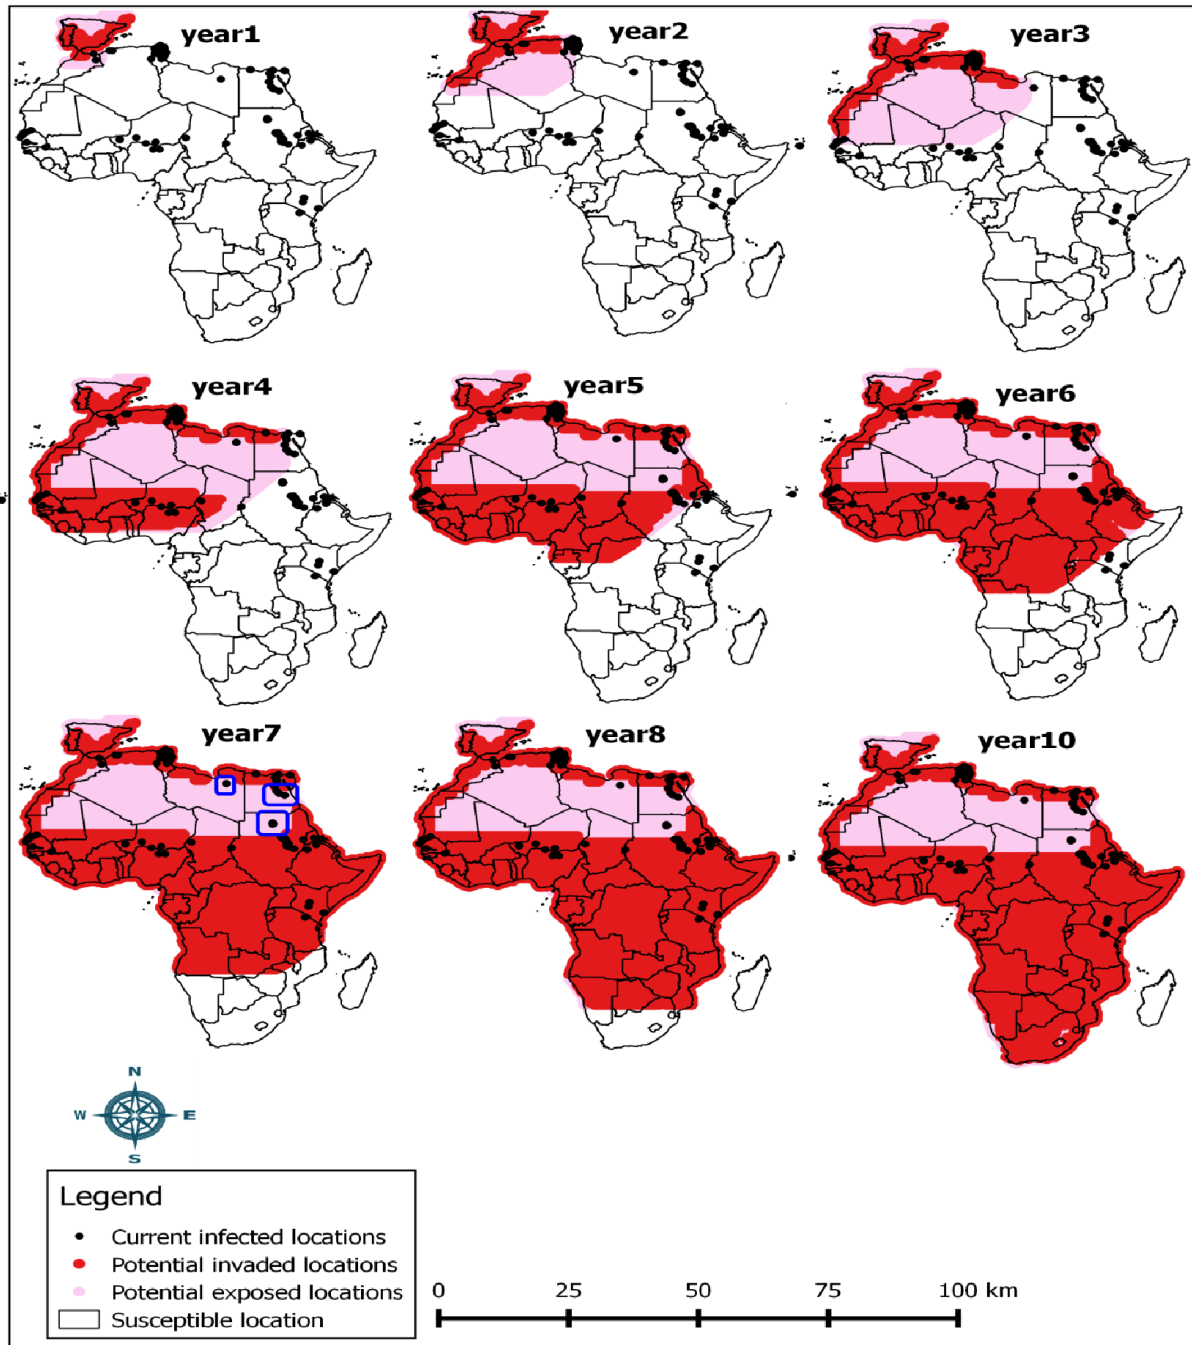 year1
year2
year3
year4
year5
year6
year7
year8
year10
N
W E
S
Legend
Current infected locations
Potential invaded locations
Potential exposed locations
Susceptible location
0 25 50 75 100 km